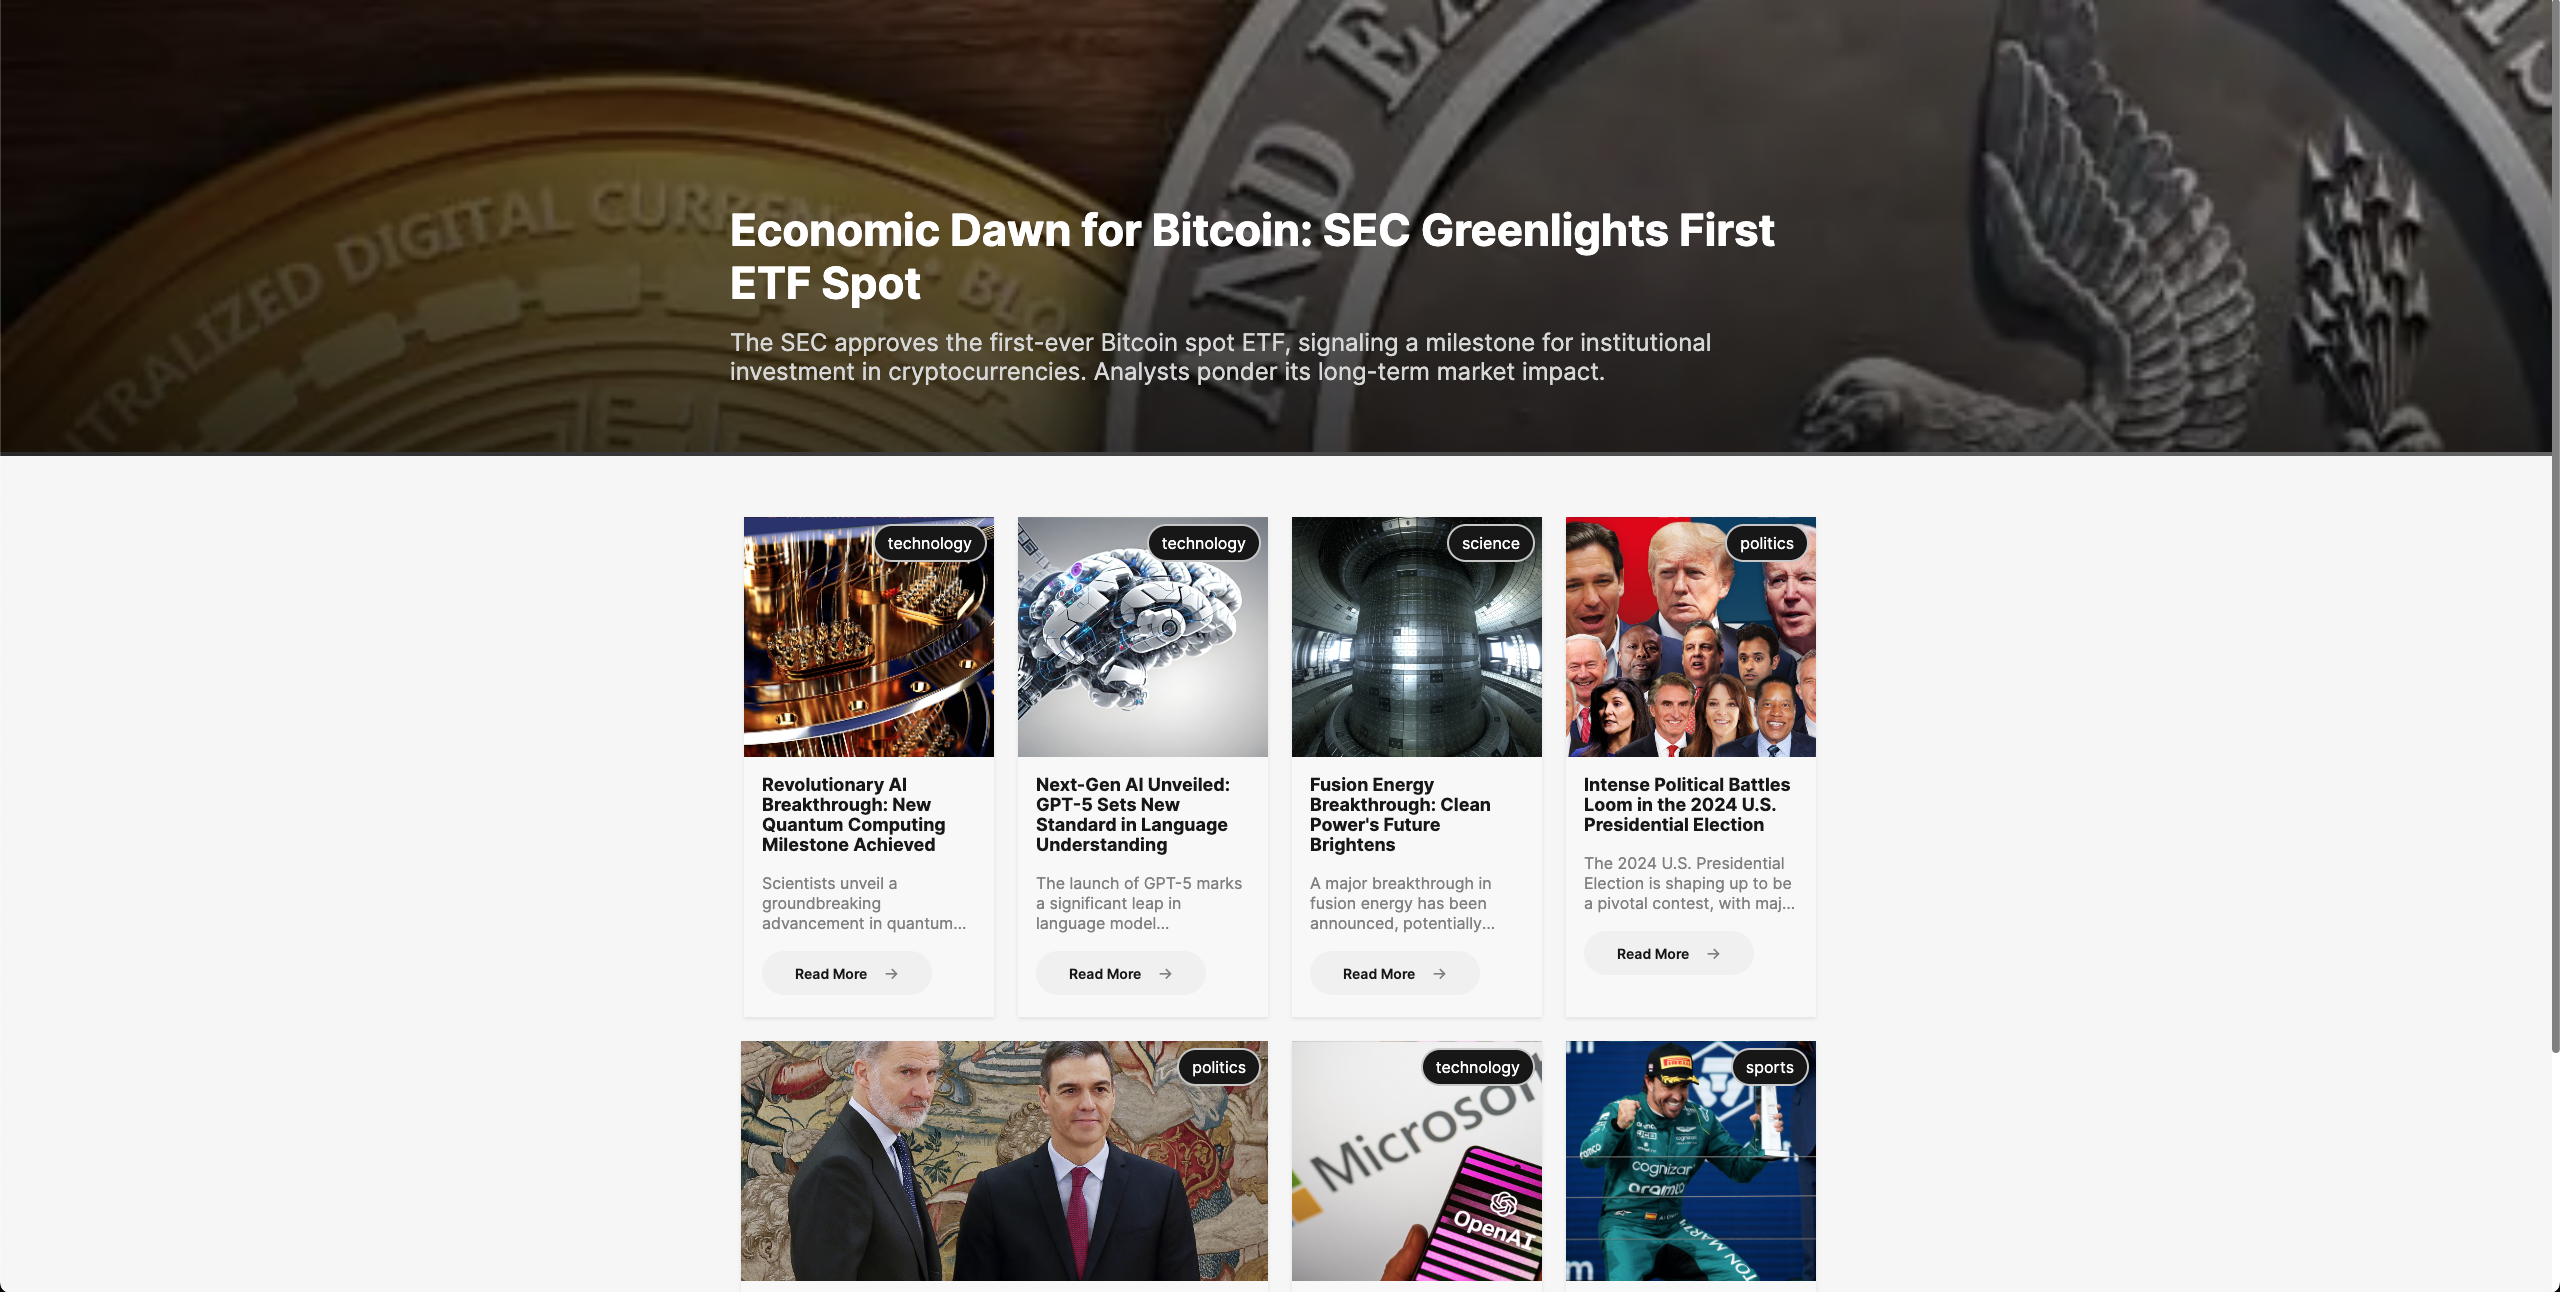 AND EA
DIGITAL CURREN
BLO
TRALIZED
Economic Dawn for Bitcoin: SEC Greenlights First
ETF Spot
The SEC approves the first-ever Bitcoin spot ETF, signaling a milestone for institutional
investment in cryptocurrencies. Analysts ponder its long-term market impact.
technology
technology
science
politics
Revolutionary AI
Breakthrough: New
Quantum Computing
Milestone Achieved
Scientists unveil a
groundbreaking
advancement in quantum...
Read More
Next-Gen AI Unveiled:
GPT-5 Sets New
Standard in Language
Understanding
The launch of GPT-5 marks
a significant leap in
language model...
Read More
Fusion Energy
Breakthrough: Clean
Power's Future
Brightens
A major breakthrough in
fusion energy has been
announced, potentially...
Read More
Intense Political Battles
Loom in the 2024 U.S.
Presidential Election
The 2024 U.S. Presidential
Election is shaping up to be
a pivotal contest, with maj...
Read More
politics
technology
Microsof
OpenAI
sports
cognizan
aramco